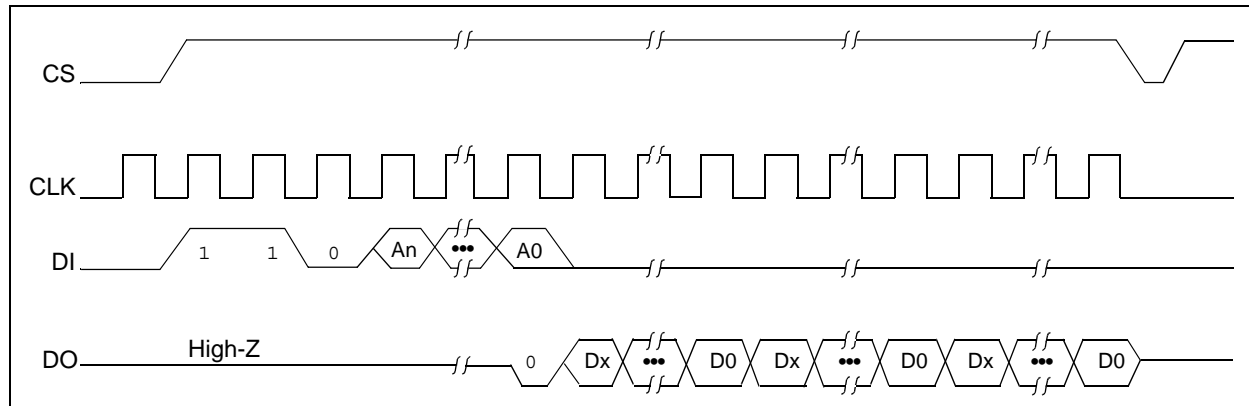 CS
CLK
DI 1 1 0 An ••• A0
DO High-Z 0 Dx ••• D0 Dx ••• D0 Dx ••• D0